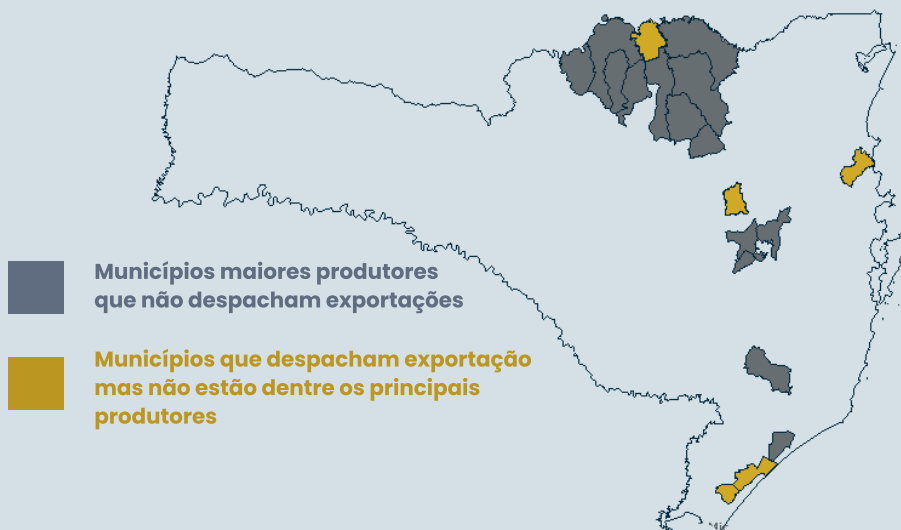 Municípios maiores produtores
que não despacham exportações
Municípios que despacham exportação
mas não estão dentre os principais
produtores